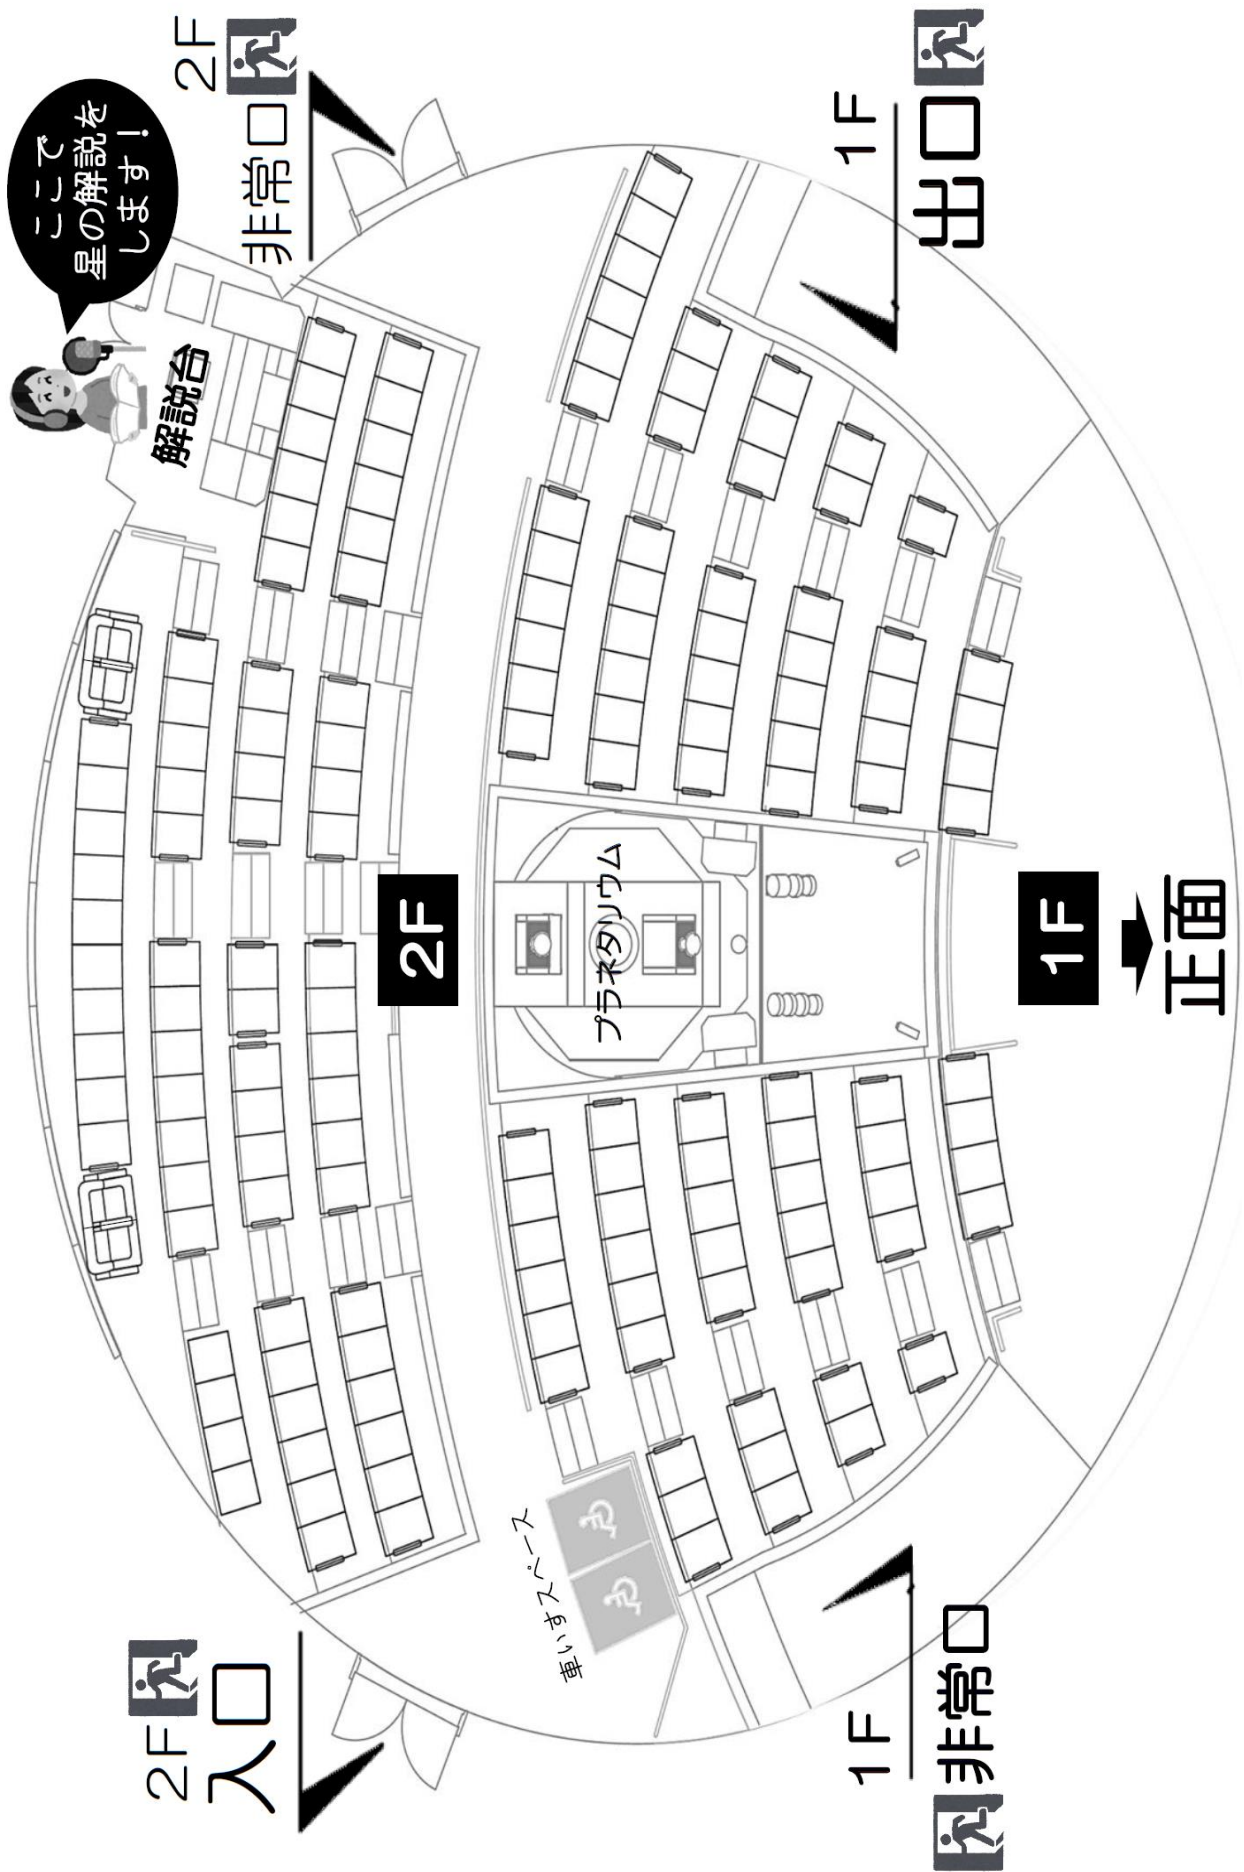 2F
入口
2F
非常口
ここで
星の解説を
します！
解説台
2F
プラネタリウム
車いすスペース
1F
非常口
1F
出口
1F
正面